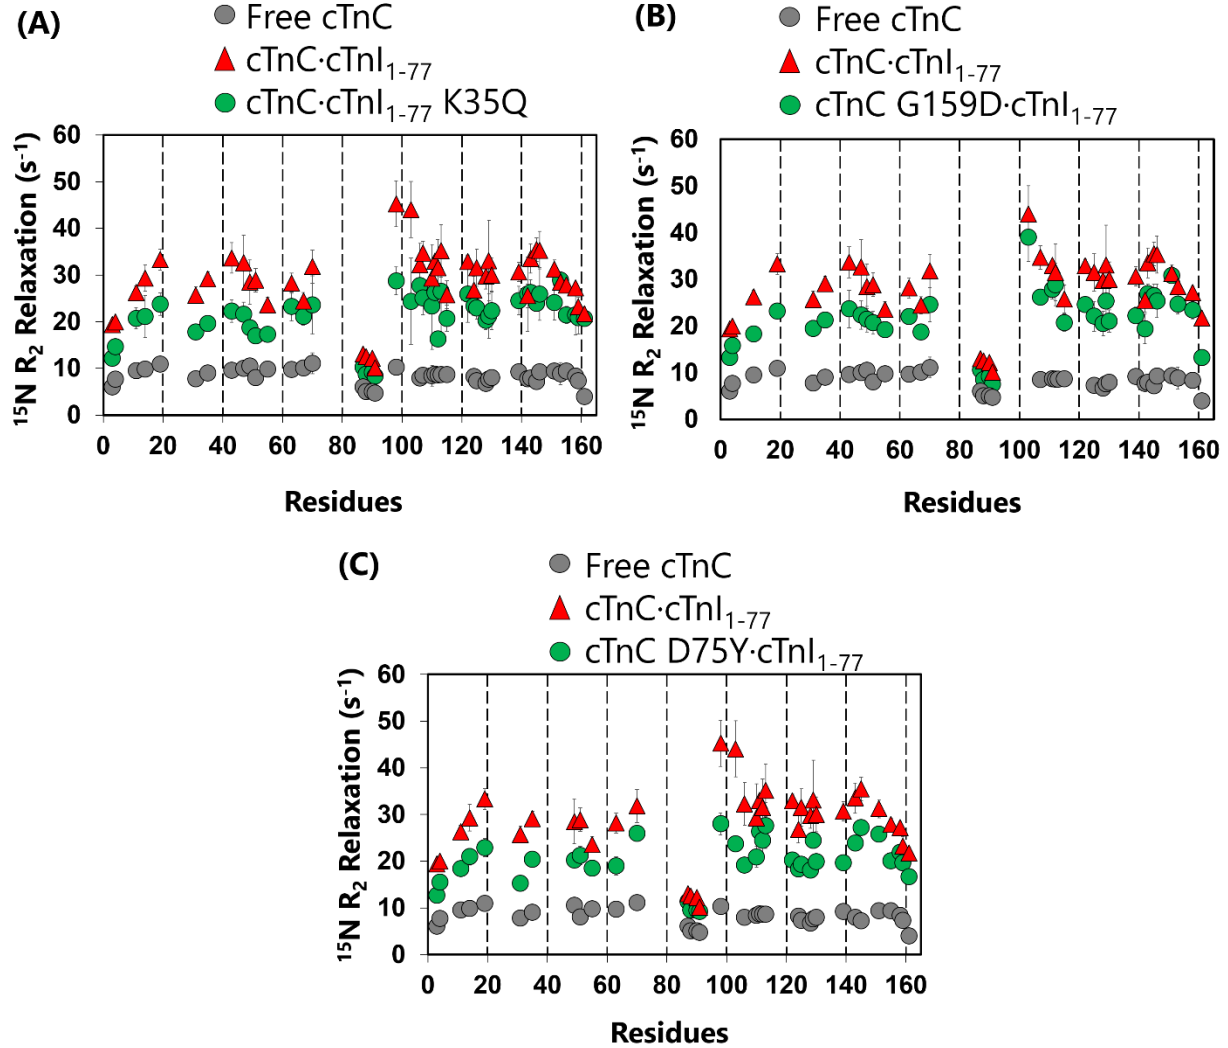 (A)
Free cTnC
cTnC·cTnI1-77
cTnC·cTnI1-77 K35Q
15N R2 Relaxation (s-1)
60
50
40
30
20
10
0
0 20 40 60 80 100 120 140 160
Residues
(B)
Free cTnC
cTnC·cTnI1-77
cTnC G159D·cTnI1-77
15N R2 Relaxation (s-1)
60
50
40
30
20
10
0
0 20 40 60 80 100 120 140 160
Residues
(C)
Free cTnC
cTnC·cTnI1-77
cTnC D75Y·cTnI1-77
15N R2 Relaxation (s-1)
60
50
40
30
20
10
0
0 20 40 60 80 100 120 140 160
Residues